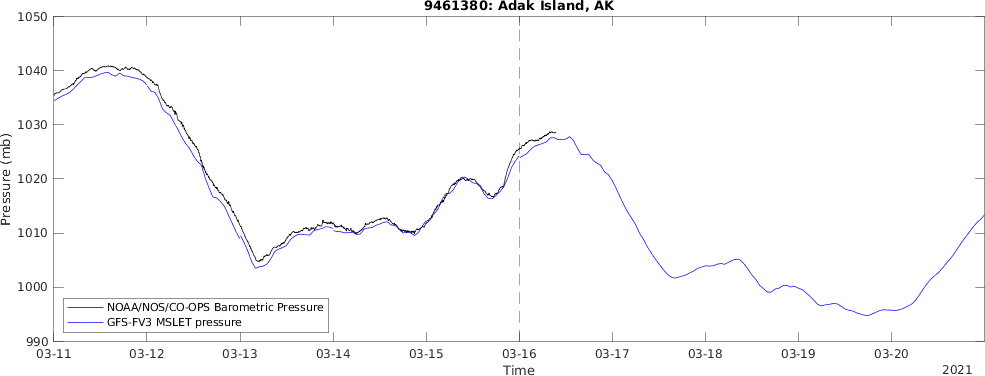 9461380: Adak Island, AK
1050
1040
1030
1020
1010
1000
990
Pressure (mb)
NOAA/NOS/CO-OPS Barometric Pressure
GFS-FV3 MSLET pressure
03-11 03-12 03-13 03-14 03-15 03-16 03-17 03-18 03-19 03-20
Time
2021